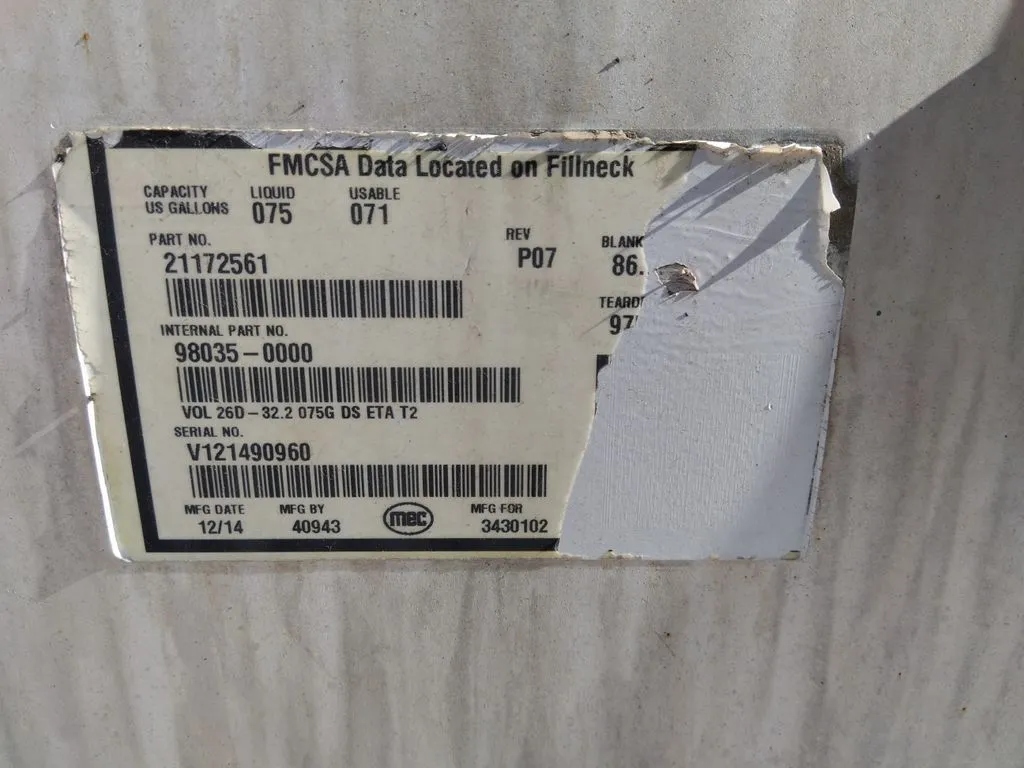 FMCSA Data Located on Fillneck
CAPACITY LIQUID USABLE
US GALLONS 075 071
PART NO. REV BLANK
21172561 P07 86.
INTERNAL PART NO.
98035-0000
VOL 26D-32.2 075G DS ETA T2
SERIAL NO.
V121490960
MFG DATE MFG BY MFG FOR
12/14 40943 mec 3430102